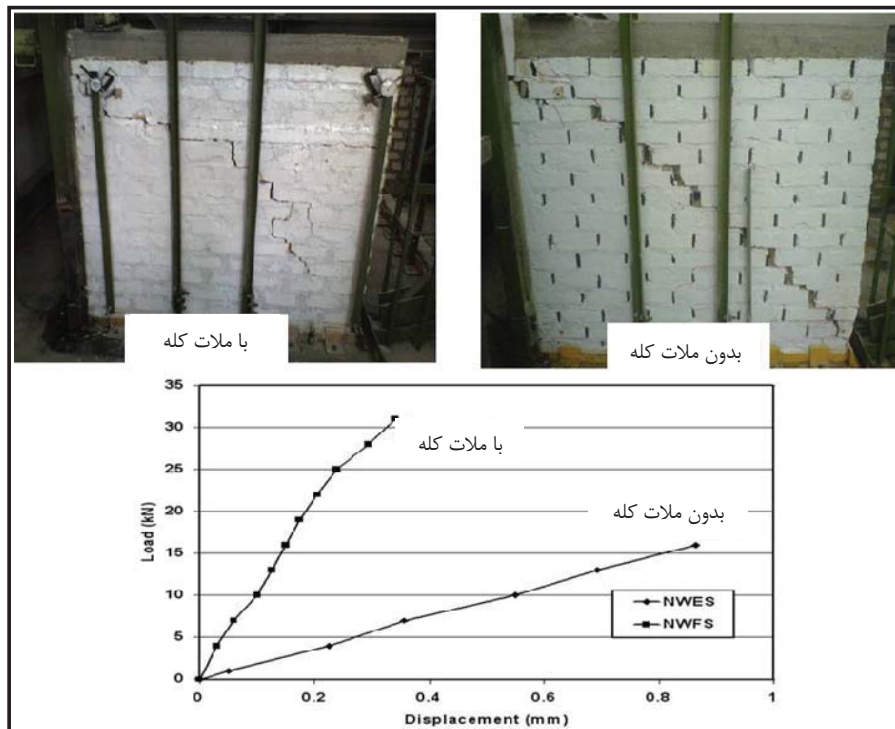 با ملات کله
بدون ملات کله
با ملات کله
بدون ملات کله
35
30
25
20
15
10
5
0
Load (kN)
NWES
NWFS
0
0.2
0.4
0.6
0.8
1
Displacement (mm)